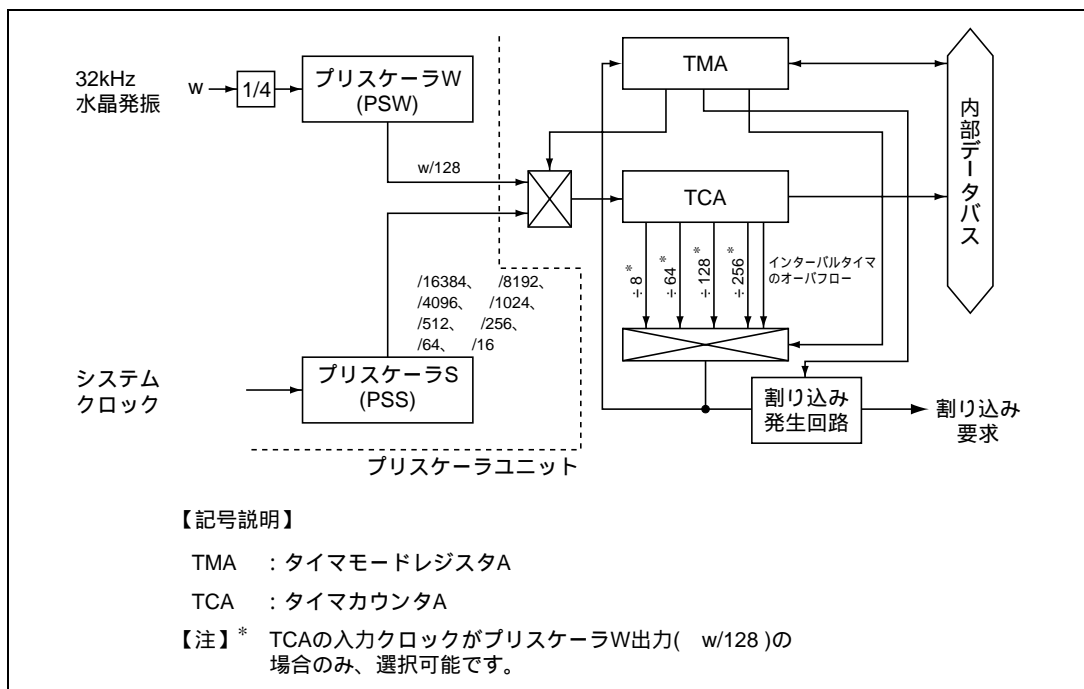 32kHz
水晶発振
w
1/4
プリスケーラW
(PSW)
w/128
TMA
TCA
÷8*
÷64*
÷128*
÷256*
インターバルタイマ
のオーバフロー
内部データバス
/16384、 /8192、
/4096、 /1024、
/512、 /256、
/64、 /16
システム
クロック
プリスケーラS
(PSS)
割り込み
発生回路
割り込み
要求
プリスケーラユニット
【記号説明】
TMA :タイマモードレジスタA
TCA :タイマカウンタA
【注】* TCAの入力クロックがプリスケーラW出力( w/128 )の
場合のみ、選択可能です。